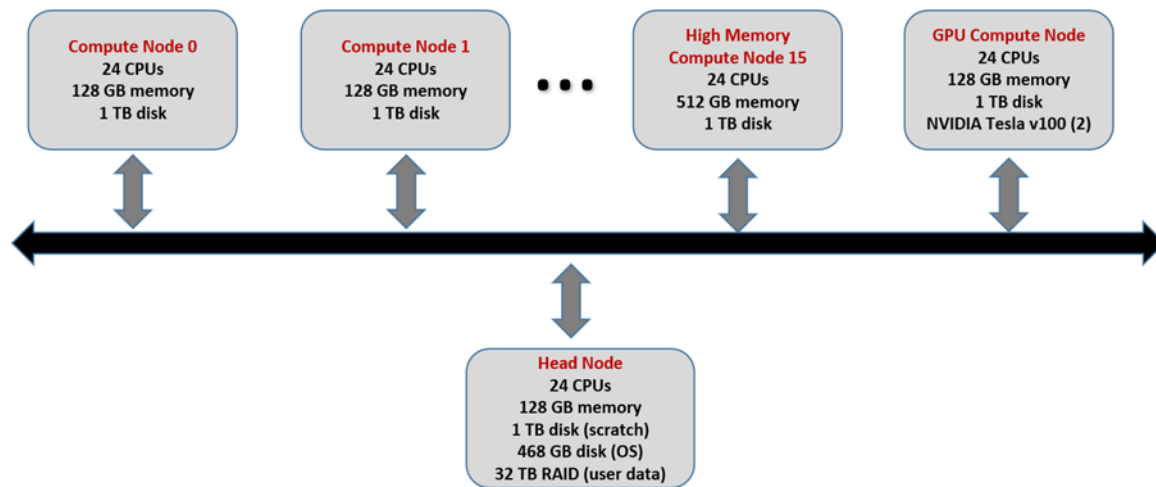 Compute Node 0
24 CPUs
128 GB memory
1 TB disk
Compute Node 1
24 CPUs
128 GB memory
1 TB disk
High Memory
Compute Node 15
24 CPUs
512 GB memory
1 TB disk
GPU Compute Node
24 CPUs
128 GB memory
1 TB disk
NVIDIA Tesla v100 (2)
Head Node
24 CPUs
128 GB memory
1 TB disk (scratch)
468 GB disk (OS)
32 TB RAID (user data)